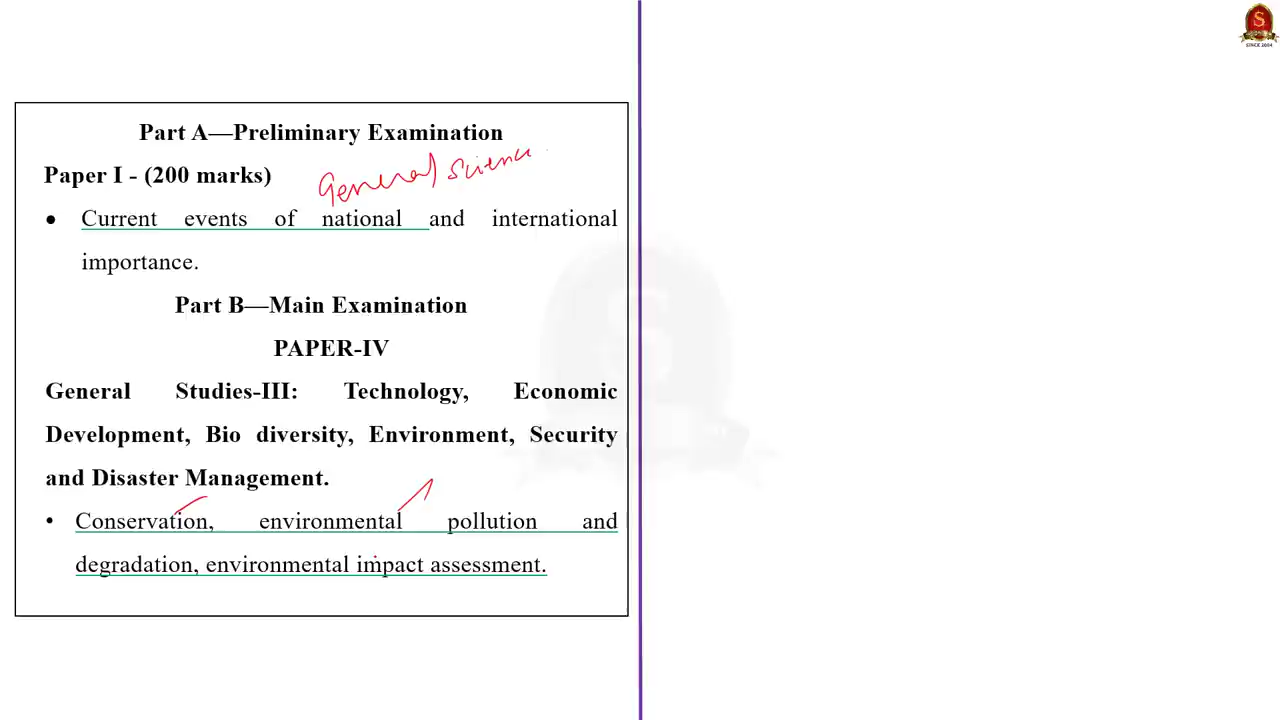 S
SINCE 2004
Part A—Preliminary Examination
General Science
Paper I - (200 marks)
• Current events of national and international
importance.
Part B—Main Examination
PAPER-IV
General Studies-III: Technology, Economic
Development, Bio diversity, Environment, Security
and Disaster Management.
• Conservation, environmental pollution and
degradation, environmental impact assessment.
S